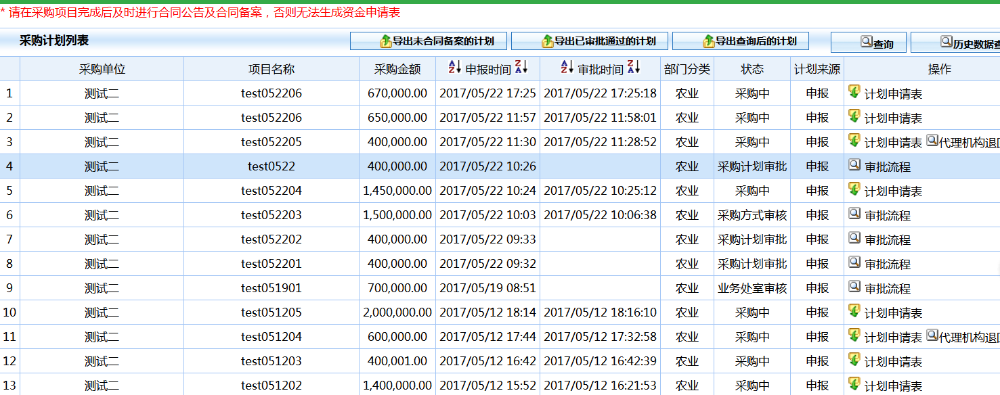 * 请在采购项目完成后及时进行合同公告及合同备案，否则无法生成资金申请表
采购计划列表 导出未合同备案的计划 导出已审批通过的计划 导出查询后的计划 查询 历史数据查
采购单位 项目名称 采购金额 申报时间 审批时间 部门分类 状态 计划来源 操作
1 测试二 test052206 670,000.00 2017/05/22 17:25 2017/05/22 17:25:18 农业 采购中 申报 计划申请表
2 测试二 test052206 650,000.00 2017/05/22 11:57 2017/05/22 11:58:01 农业 采购中 申报 计划申请表
3 测试二 test052205 400,000.00 2017/05/22 11:30 2017/05/22 11:28:52 农业 采购中 申报 计划申请表 代理机构退回
4 测试二 test0522 400,000.00 2017/05/22 10:26 农业 采购计划审批 申报 审批流程
5 测试二 test052204 1,450,000.00 2017/05/22 10:24 2017/05/22 10:25:12 农业 采购中 申报 计划申请表
6 测试二 test052203 1,500,000.00 2017/05/22 10:03 2017/05/22 10:06:38 农业 采购方式审核 申报 审批流程
7 测试二 test052202 400,000.00 2017/05/22 09:33 农业 采购计划审批 申报 审批流程
8 测试二 test052201 400,000.00 2017/05/22 09:32 农业 采购计划审批 申报 审批流程
9 测试二 test051901 700,000.00 2017/05/19 08:51 农业 业务处室审核 申报 审批流程
10 测试二 test051205 2,000,000.00 2017/05/12 18:14 2017/05/12 18:16:10 农业 采购中 申报 计划申请表
11 测试二 test051204 600,000.00 2017/05/12 17:44 2017/05/12 17:32:58 农业 采购中 申报 计划申请表 代理机构退回
12 测试二 test051203 400,001.00 2017/05/12 16:42 2017/05/12 16:42:39 农业 采购中 申报 计划申请表
13 测试二 test051202 1,400,000.00 2017/05/12 15:52 2017/05/12 16:21:53 农业 采购中 申报 计划申请表